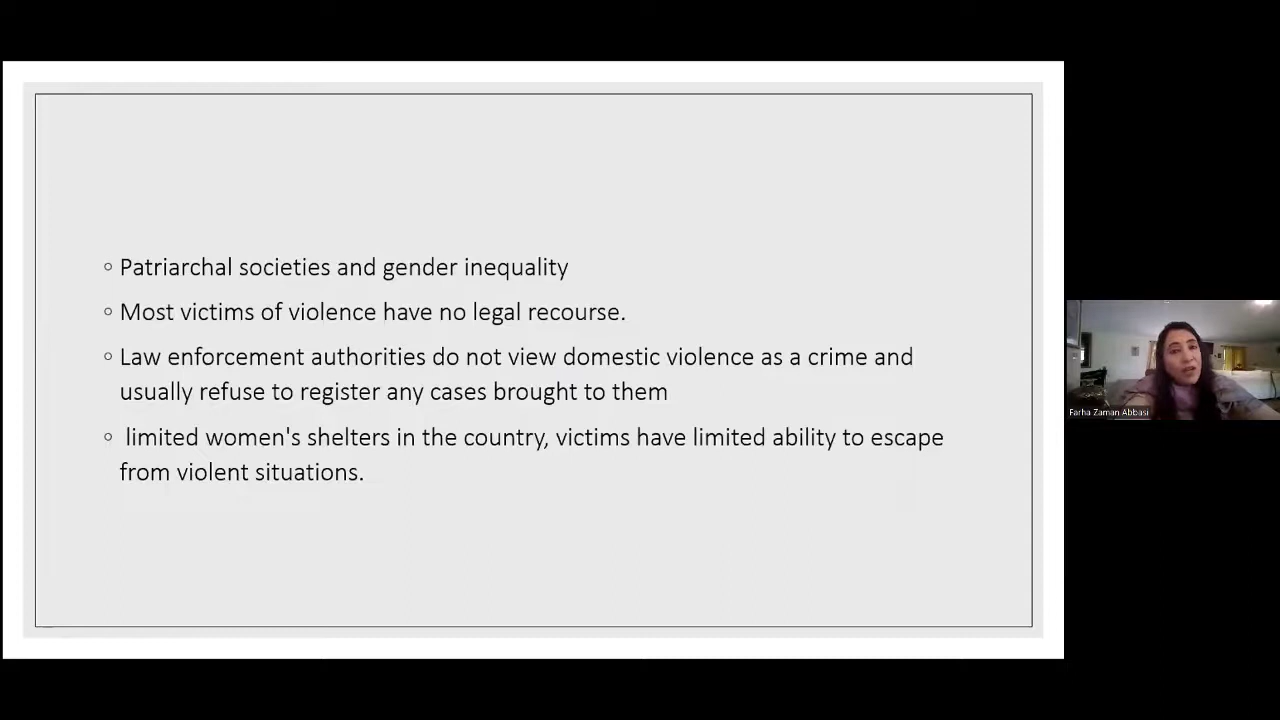 ◦ Patriarchal societies and gender inequality
◦ Most victims of violence have no legal recourse.
◦ Law enforcement authorities do not view domestic violence as a crime and
usually refuse to register any cases brought to them
◦ limited women's shelters in the country, victims have limited ability to escape
from violent situations.
Farha Zaman Abbasi